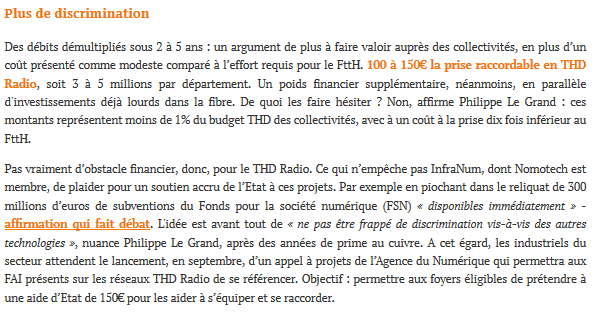 Plus de discrimination
Des débits démultipliés sous 2 à 5 ans : un argument de plus à faire valoir auprès des collectivités, en plus d’un
coût présenté comme modeste comparé à l’effort requis pour le FttH. 100 à 150€ la prise raccordable en THD
Radio, soit 3 à 5 millions par département. Un poids financier supplémentaire, néanmoins, en parallèle
d'investissements déjà lourds dans la fibre. De quoi les faire hésiter ? Non, affirme Philippe Le Grand : ces
montants représentent moins de 1% du budget THD des collectivités, avec à un coût à la prise dix fois inférieur au
FttH.
Pas vraiment d’obstacle financier, donc, pour le THD Radio. Ce qui n’empêche pas InfraNum, dont Nomotech est
membre, de plaider pour un soutien accru de l’Etat à ces projets. Par exemple en piochant dans le reliquat de 300
millions d’euros de subventions du Fonds pour la société numérique (FSN) « disponibles immédiatement » -
affirmation qui fait débat. L'idée est avant tout de « ne pas être frappé de discrimination vis-à-vis des autres
technologies », nuance Philippe Le Grand, après des années de prime au cuivre. A cet égard, les industriels du
secteur attendent le lancement, en septembre, d’un appel à projets de l’Agence du Numérique qui permettra aux
FAI présents sur les réseaux THD Radio de se référencer. Objectif : permettre aux foyers éligibles de prétendre à
une aide d’Etat de 150€ pour les aider à s’équiper et se raccorder.